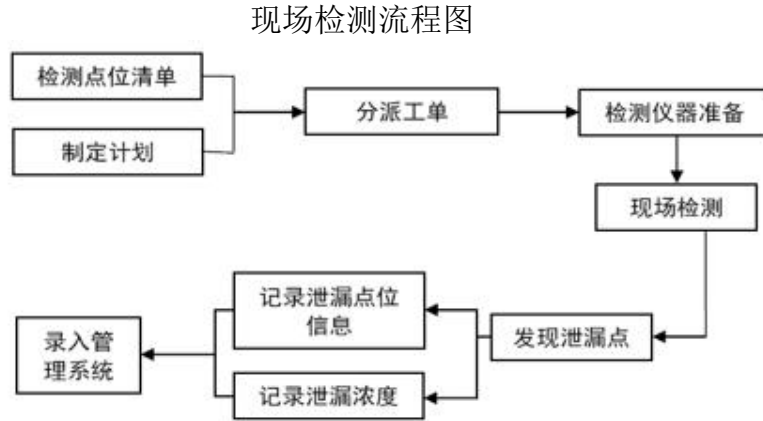 现场检测流程图
检测点位清单
制定计划
分派工单
检测仪器准备
现场检测
发现泄漏点
记录泄漏点位
信息
记录泄漏浓度
录入管
理系统